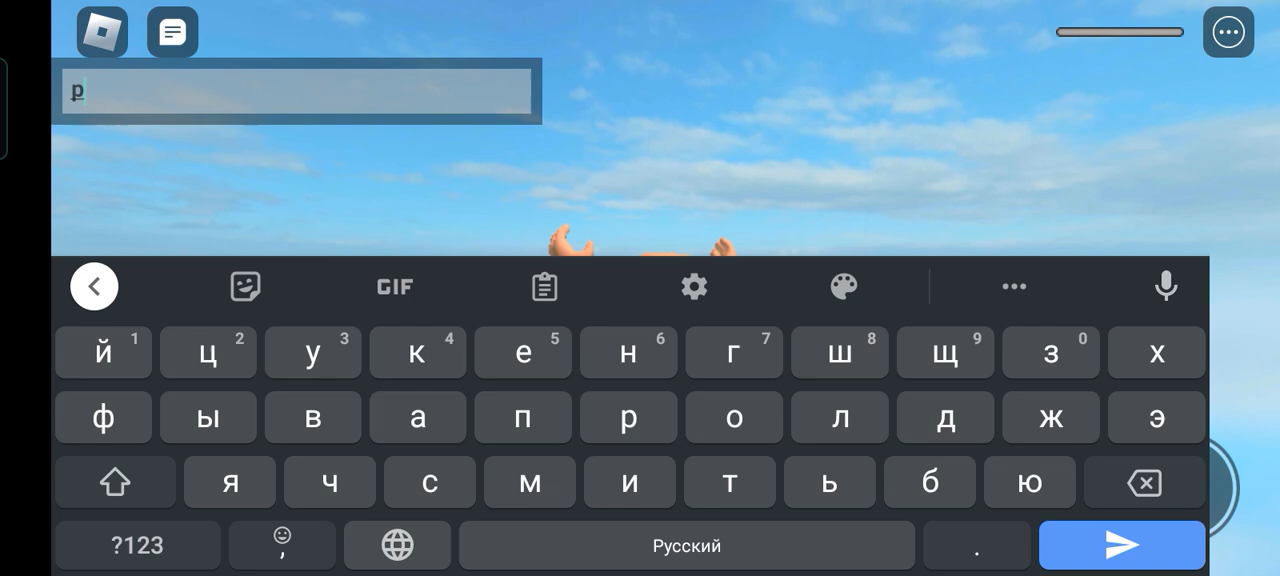 р
GIF
й 1 ц 2 у 3 к 4 е 5 н 6 г 7 ш 8 щ 9 з 0 х
ф ы в а п р о л д ж э
я ч с м и т ь б ю
?123 , Русский .